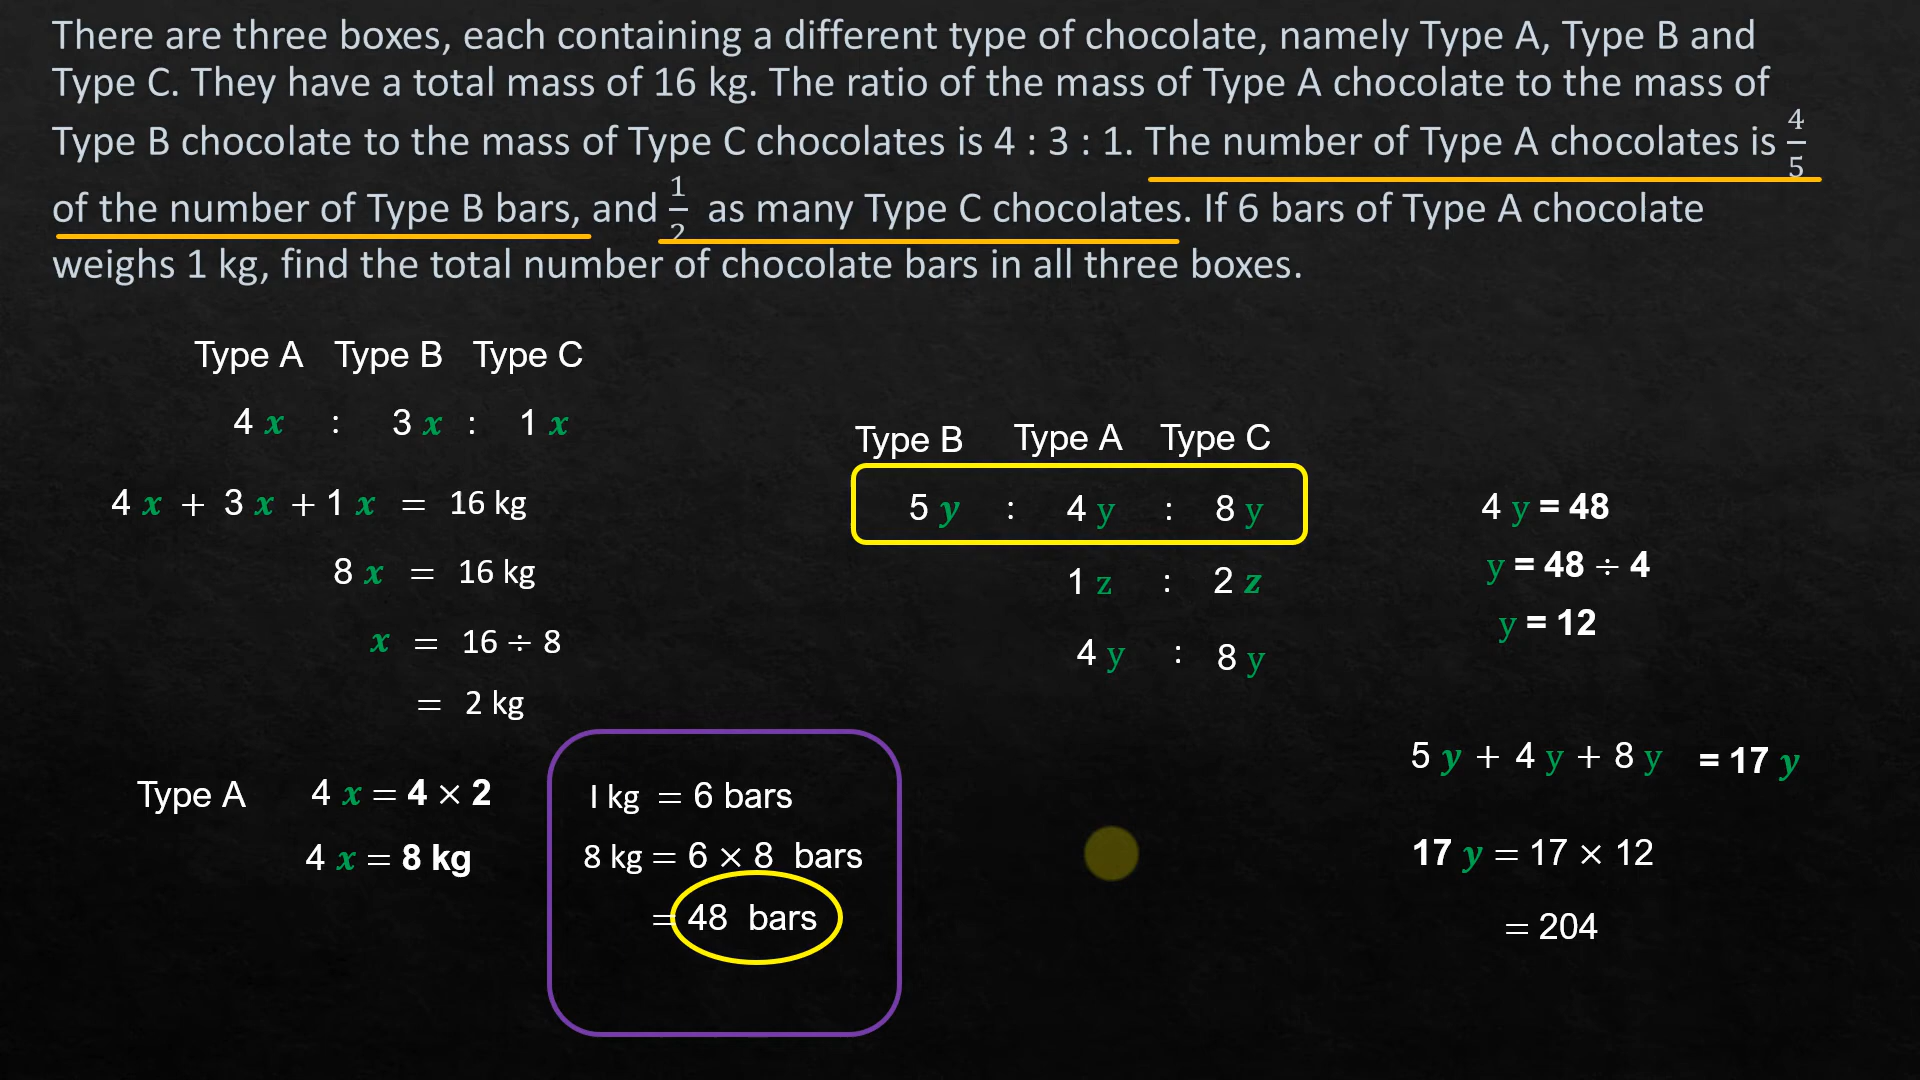 There are three boxes, each containing a different type of chocolate, namely Type A, Type B and
Type C. They have a total mass of 16 kg. The ratio of the mass of Type A chocolate to the mass of
Type B chocolate to the mass of Type C chocolates is 4 : 3 : 1. The number of Type A chocolates is 4/5
of the number of Type B bars, and 1/2 as many Type C chocolates. If 6 bars of Type A chocolate
weighs 1 kg, find the total number of chocolate bars in all three boxes.
Type A Type B Type C
4 x : 3 x : 1 x
4 x + 3 x + 1 x = 16 kg
8 x = 16 kg
x = 16 ÷ 8
= 2 kg
Type A 4 x = 4 × 2
4 x = 8 kg
I kg = 6 bars
8 kg = 6 × 8 bars
= 48 bars
Type B Type A Type C
5 y : 4 y : 8 y
1 z : 2 z
4 y : 8 y
4 y = 48
y = 48 ÷ 4
y = 12
5 y + 4 y + 8 y = 17 y
17 y = 17 × 12
= 204